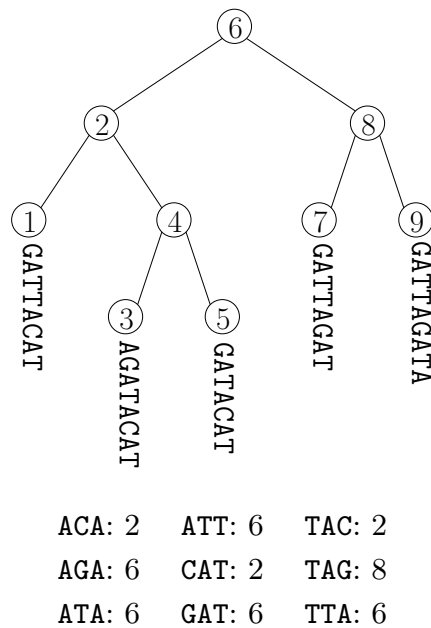 6
2 8
1 4 7 9
GATTACAT GATTAGAT GATTAGATA
3 5
AGATACAT GATACAT
ACA: 2 ATT: 6 TAC: 2
AGA: 6 CAT: 2 TAG: 8
ATA: 6 GAT: 6 TTA: 6